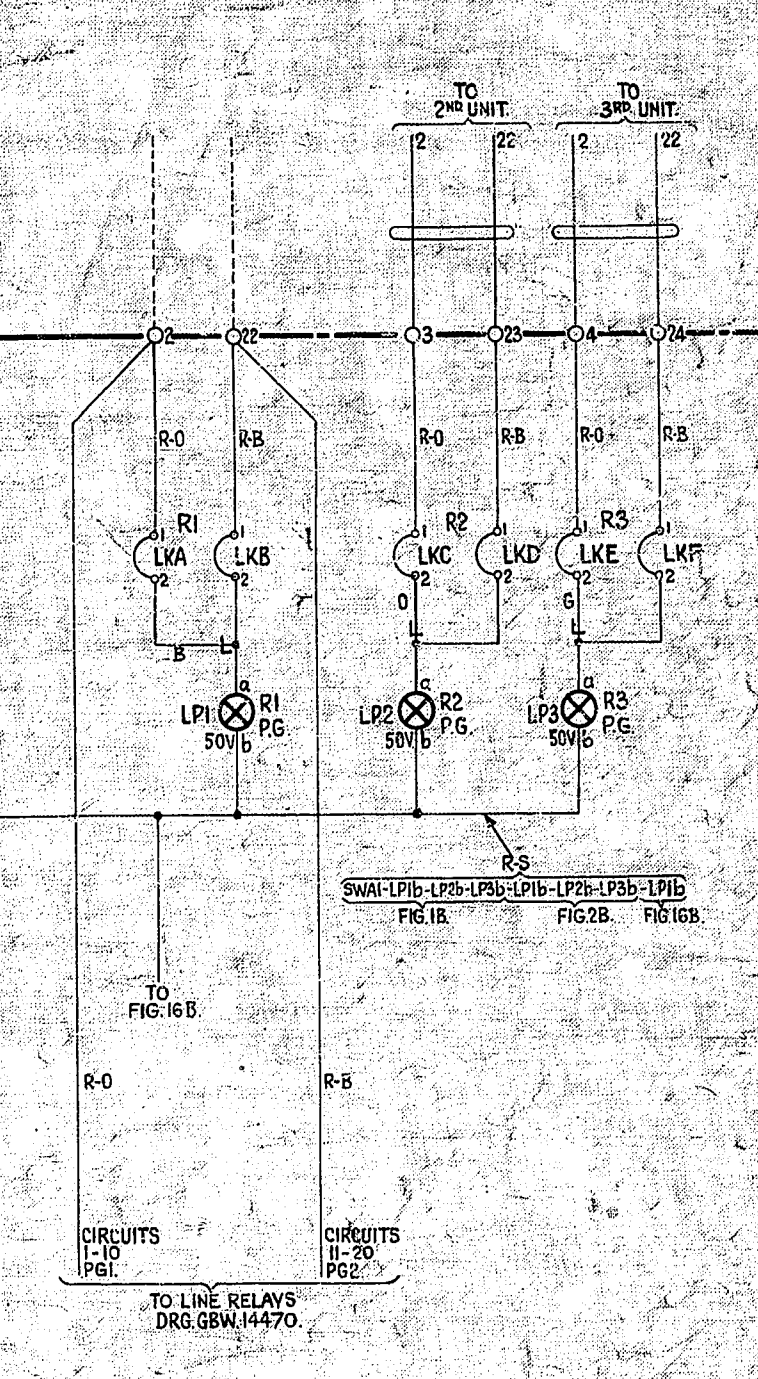 TO
2ND UNIT.
TO
3RD UNIT.
2 22 2 22
2 22 3 23 4 24
R-O R-B R-O R-B R-O R-B
1 R1 1 1 R2 1 1 R3 1
LKA LKB LKC LKD LKE LKF
2 2 2 2 2 2
O G
B L L L
a a a
LP1 R1 LP2 R2 LP3 R3
P.G. P.G. P.G.
50V b 50V b 50V b
R-S
SWA1-LP1b-LP2b-LP3b-LP1b-LP2b-LP3b-LP1b
FIG.1B. FIG.2B. FIG.16B.
TO
FIG.16B.
R-O R-B
CIRCUITS
1-10
PG1.
CIRCUITS
11-20
PG2.
TO LINE RELAYS
DRG.GBW.14470.